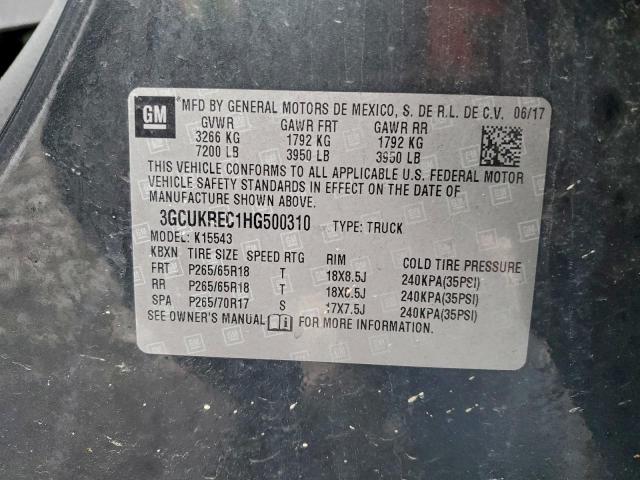 GM
*MFD BY GENERAL MOTORS DE MEXICO, S. DE R.L. DE C.V. 06/17
GVWR GAWR FRT GAWR RR
3266 KG 1792 KG 1792 KG
7200 LB 3950 LB 3950 LB
THIS VEHICLE CONFORMS TO ALL APPLICABLE U.S. FEDERAL MOTOR
VEHICLE SAFETY STANDARDS IN EFFECT ON THE DATE OF
MANUFACTURE SHOWN ABOVE.
3GCUKREC1HG500310 TYPE: TRUCK
MODEL: K15543
KBXN TIRE SIZE SPEED RTG RIM COLD TIRE PRESSURE
FRT P265/65R18 T 18X8.5J 240KPA(35PSI)
RR P265/65R18 T 18X8.5J 240KPA(35PSI)
SPA P265/70R17 S 17X7.5J 240KPA(35PSI)
SEE OWNER'S MANUAL FOR MORE INFORMATION.